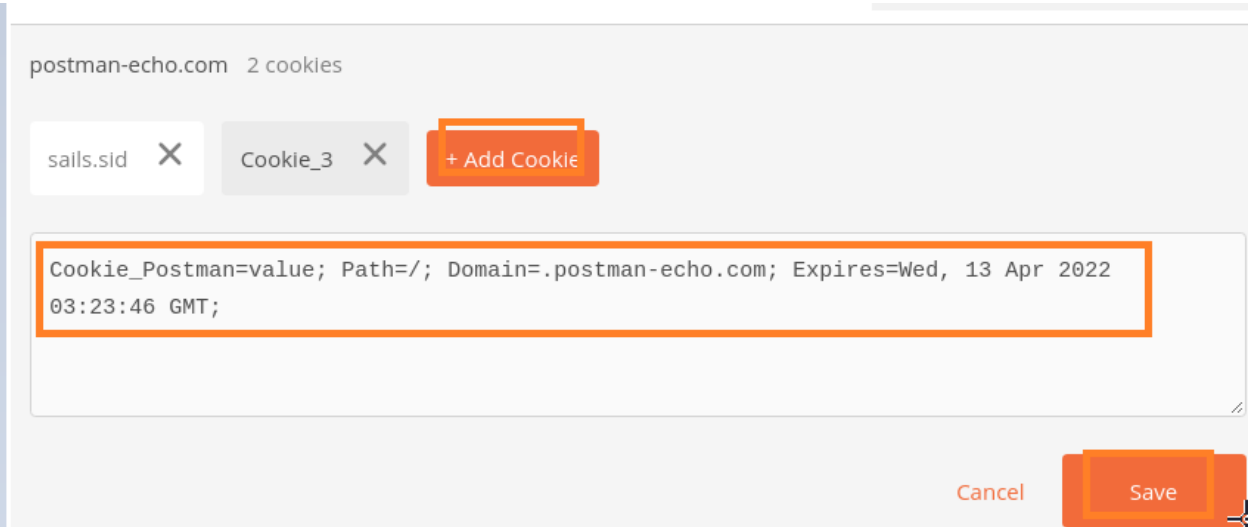 postman-echo.com 2 cookies
sails.sid Cookie_3 + Add Cookie
Cookie_Postman=value; Path=/; Domain=.postman-echo.com; Expires=Wed, 13 Apr 2022
03:23:46 GMT;
Cancel Save